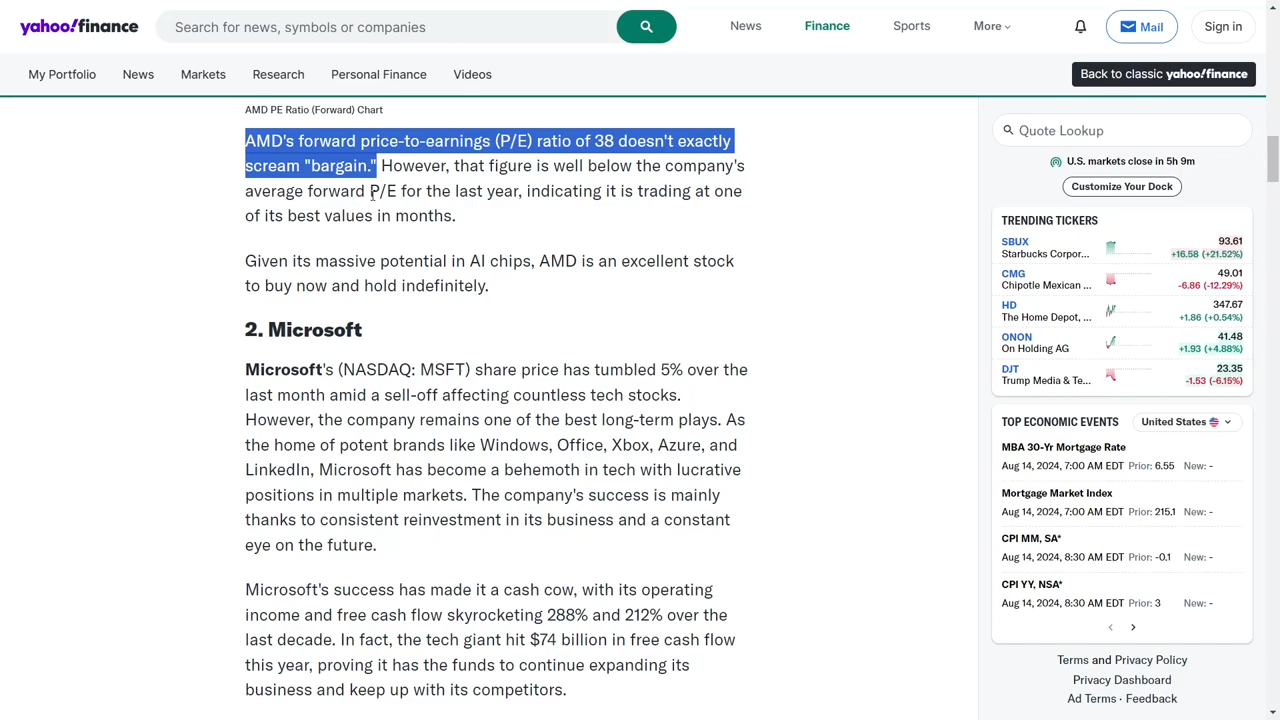 yahoo!finance
Search for news, symbols or companies
News
Finance
Sports
More
Mail
Sign in
My Portfolio
News
Markets
Research
Personal Finance
Videos
Back to classic yahoo!finance
AMD PE Ratio (Forward) Chart
AMD's forward price-to-earnings (P/E) ratio of 38 doesn't exactly
scream "bargain." However, that figure is well below the company's
average forward P/E for the last year, indicating it is trading at one
of its best values in months.
Given its massive potential in AI chips, AMD is an excellent stock
to buy now and hold indefinitely.
2. Microsoft
Microsoft's (NASDAQ: MSFT) share price has tumbled 5% over the
last month amid a sell-off affecting countless tech stocks.
However, the company remains one of the best long-term plays. As
the home of potent brands like Windows, Office, Xbox, Azure, and
LinkedIn, Microsoft has become a behemoth in tech with lucrative
positions in multiple markets. The company's success is mainly
thanks to consistent reinvestment in its business and a constant
eye on the future.
Microsoft's success has made it a cash cow, with its operating
income and free cash flow skyrocketing 288% and 212% over the
last decade. In fact, the tech giant hit $74 billion in free cash flow
this year, proving it has the funds to continue expanding its
business and keep up with its competitors.
Quote Lookup
U.S. markets close in 5h 9m
Customize Your Dock
TRENDING TICKERS
SBUX 93.61
Starbucks Corpor... +16.58 (+21.52%)
CMG 49.01
Chipotle Mexican ... -6.86 (-12.29%)
HD 347.67
The Home Depot, ... +1.86 (+0.54%)
ONON 41.48
On Holding AG +1.93 (+4.88%)
DJT 23.35
Trump Media & Te... -1.53 (-6.15%)
TOP ECONOMIC EVENTS United States
MBA 30-Yr Mortgage Rate
Aug 14, 2024, 7:00 AM EDT Prior: 6.55 New: -
Mortgage Market Index
Aug 14, 2024, 7:00 AM EDT Prior: 215.1 New: -
CPI MM, SA*
Aug 14, 2024, 8:30 AM EDT Prior: -0.1 New: -
CPI YY, NSA*
Aug 14, 2024, 8:30 AM EDT Prior: 3 New: -
Terms and Privacy Policy
Privacy Dashboard
Ad Terms · Feedback